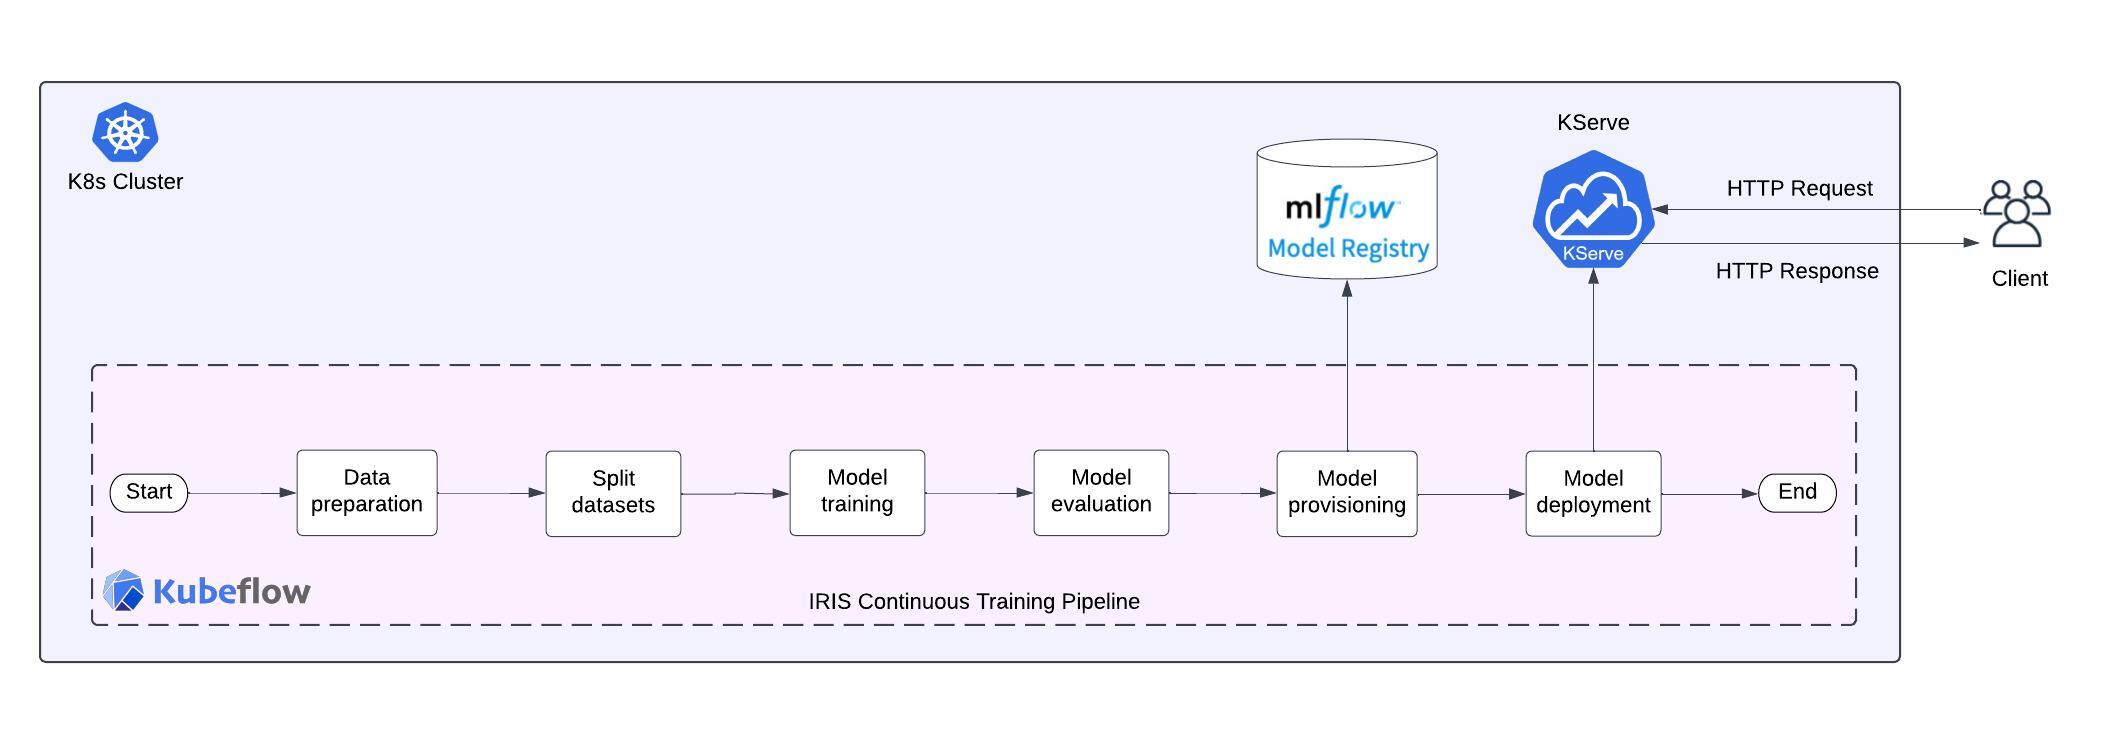 K8s Cluster
KServe
mlflow™
Model Registry
KServe
HTTP Request
HTTP Response
Client
Start
Data
preparation
Split
datasets
Model
training
Model
evaluation
Model
provisioning
Model
deployment
End
Kubeflow
IRIS Continuous Training Pipeline